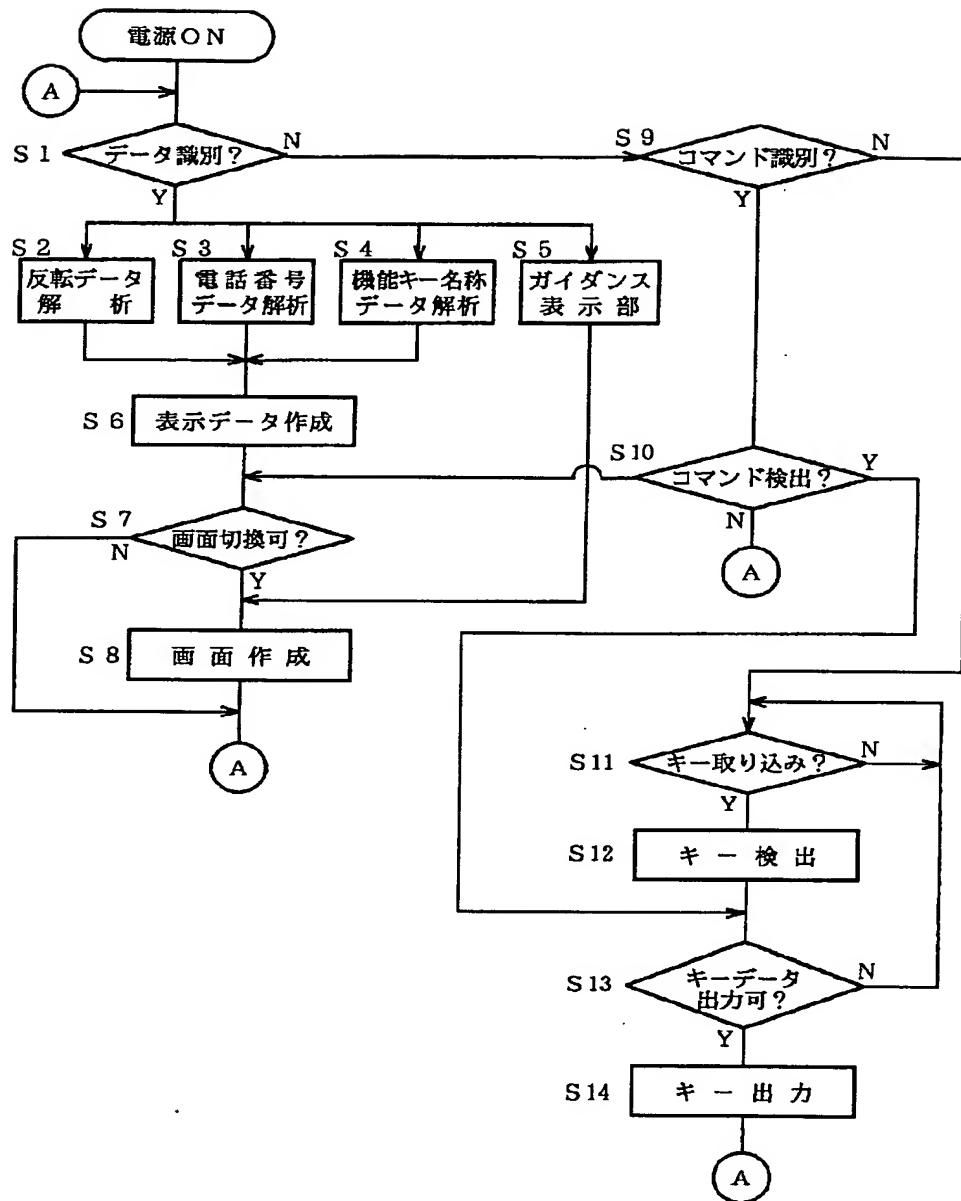 電源ON
A
S1
データ識別?
N
Y
S9
コマンド識別?
N
Y
S2
反転データ
解析
S3
電話番号
データ解析
S4
機能キー名称
データ解析
S5
ガイダンス
表示部
S6
表示データ作成
S10
コマンド検出?
Y
N
A
S7
画面切換可?
N
Y
S8
画面作成
A
S11
キー取り込み?
N
Y
S12
キー検出
S13
キーデータ
出力可?
N
Y
S14
キー出力
A